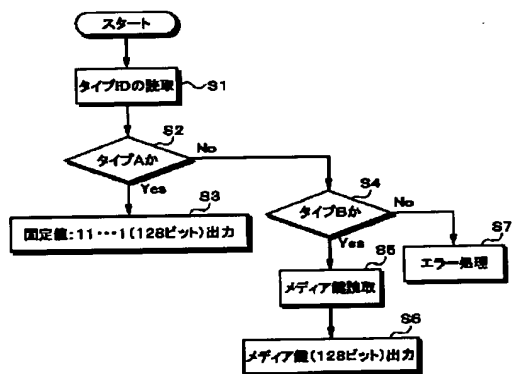 スタート
タイプIDの読取
S1
S2
タイプAか
No
Yes
S3
固定値:11・・・1(128ビット)出力
S4
タイプBか
No
Yes
S5
メディア鍵読取
S7
エラー処理
S6
メディア鍵(128ビット)出力